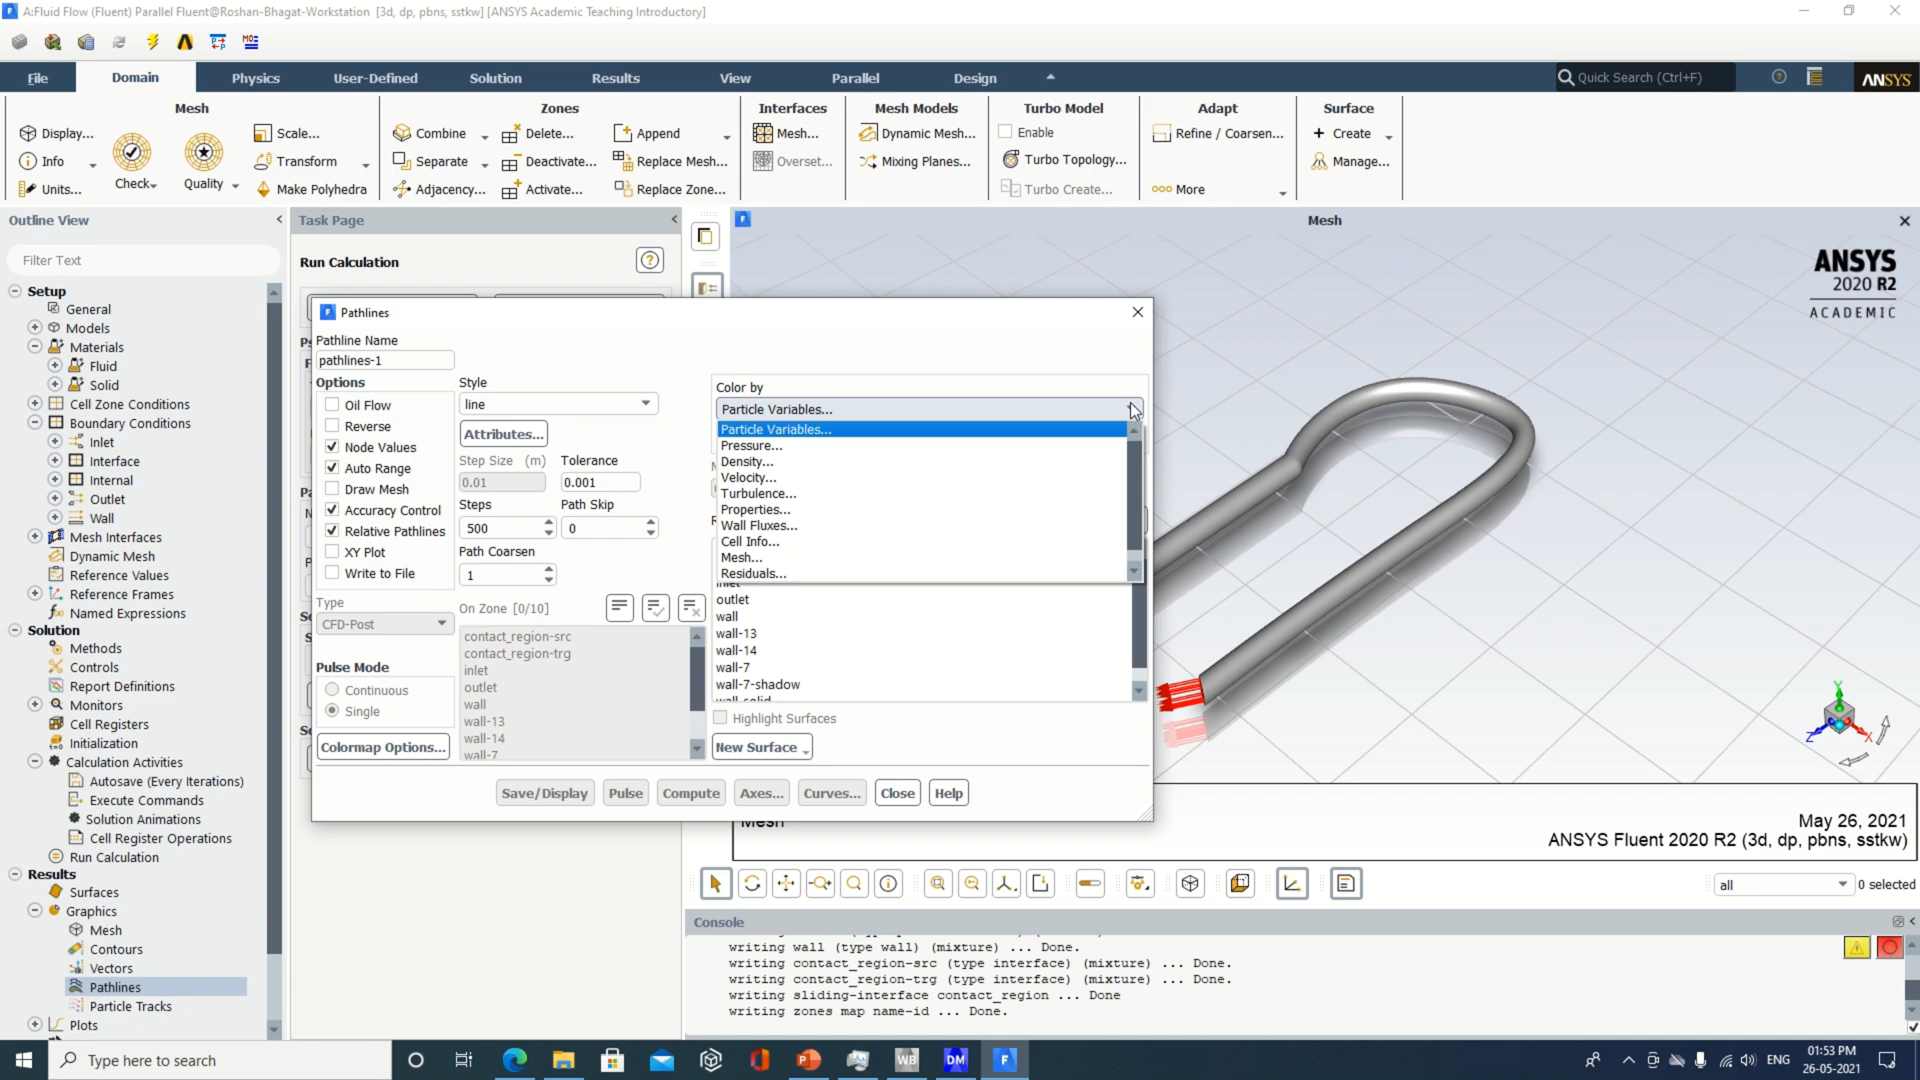 A:Fluid Flow (Fluent) Parallel Fluent@Roshan-Bhagat-Workstation [3d, dp, pbns, sstkw] [ANSYS Academic Teaching Introductory]
File Domain Physics User-Defined Solution Results View Parallel Design Quick Search (Ctrl+F) ANSYS
Mesh Zones Interfaces Mesh Models Turbo Model Adapt Surface
Display... Scale... Combine Delete... Append Mesh... Dynamic Mesh... Enable Refine / Coarsen... + Create
Info Transform Separate Deactivate... Replace Mesh... Overset... Mixing Planes... Turbo Topology... Manage...
Units... Check Quality Make Polyhedra Adjacency... Activate... Replace Zone... Turbo Create... More
Outline View
Filter Text
Setup
General
Models
Materials
Fluid
Solid
Cell Zone Conditions
Boundary Conditions
Inlet
Interface
Internal
Outlet
Wall
Mesh Interfaces
Dynamic Mesh
Reference Values
Reference Frames
Named Expressions
Solution
Methods
Controls
Report Definitions
Monitors
Cell Registers
Initialization
Calculation Activities
Autosave (Every Iterations)
Execute Commands
Solution Animations
Cell Register Operations
Run Calculation
Results
Surfaces
Graphics
Mesh
Contours
Vectors
Pathlines
Particle Tracks
Plots
Task Page
Run Calculation
Pathlines
Pathline Name
pathlines-1
Options
Oil Flow
Reverse
Node Values
Auto Range
Draw Mesh
Accuracy Control
Relative Pathlines
XY Plot
Write to File
Type
CFD-Post
Pulse Mode
Continuous
Single
Colormap Options...
Style
line
Attributes...
Step Size (m) Tolerance
0.01 0.001
Steps Path Skip
500 0
Path Coarsen
1
On Zone [0/10]
contact_region-src
contact_region-trg
inlet
outlet
wall
wall-13
wall-14
wall-7
Color by
Particle Variables...
Particle Variables...
Pressure...
Density...
Velocity...
Turbulence...
Properties...
Wall Fluxes...
Cell Info...
Mesh...
Residuals...
inlet
outlet
wall
wall-13
wall-14
wall-7
wall-7-shadow
wall-solid
Highlight Surfaces
New Surface
Save/Display Pulse Compute Axes... Curves... Close Help
Mesh
ANSYS
2020 R2
ACADEMIC
Y
Z X
Mesh
May 26, 2021
ANSYS Fluent 2020 R2 (3d, dp, pbns, sstkw)
all 0 selected
Console
writing wall (type wall) (mixture) ... Done.
writing contact_region-src (type interface) (mixture) ... Done.
writing contact_region-trg (type interface) (mixture) ... Done.
writing sliding-interface contact_region ... Done
writing zones map name-id ... Done.
Type here to search WB DM F ENG 01:53 PM
26-05-2021